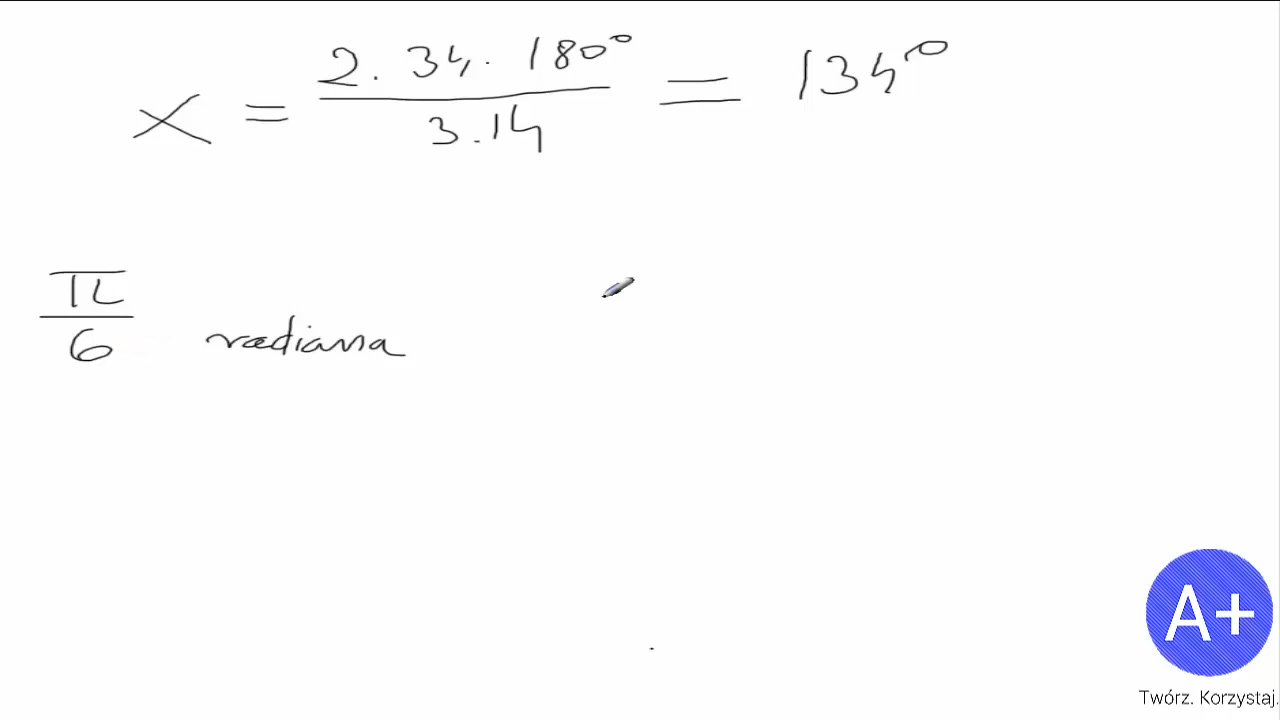 x = 2.34 · 180° / 3.14 = 134°
π/6 radiana
A+
Twórz. Korzystaj.